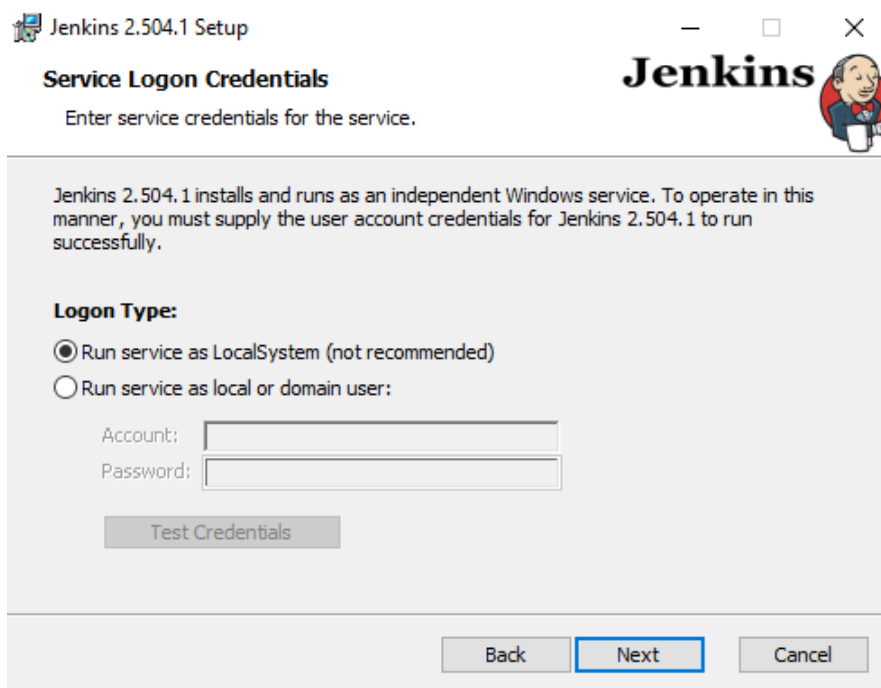 Jenkins 2.504.1 Setup
Service Logon Credentials
Jenkins
Enter service credentials for the service.
Jenkins 2.504.1 installs and runs as an independent Windows service. To operate in this
manner, you must supply the user account credentials for Jenkins 2.504.1 to run
successfully.
Logon Type:
Run service as LocalSystem (not recommended)
Run service as local or domain user:
Account:
Password:
Test Credentials
Back Next Cancel